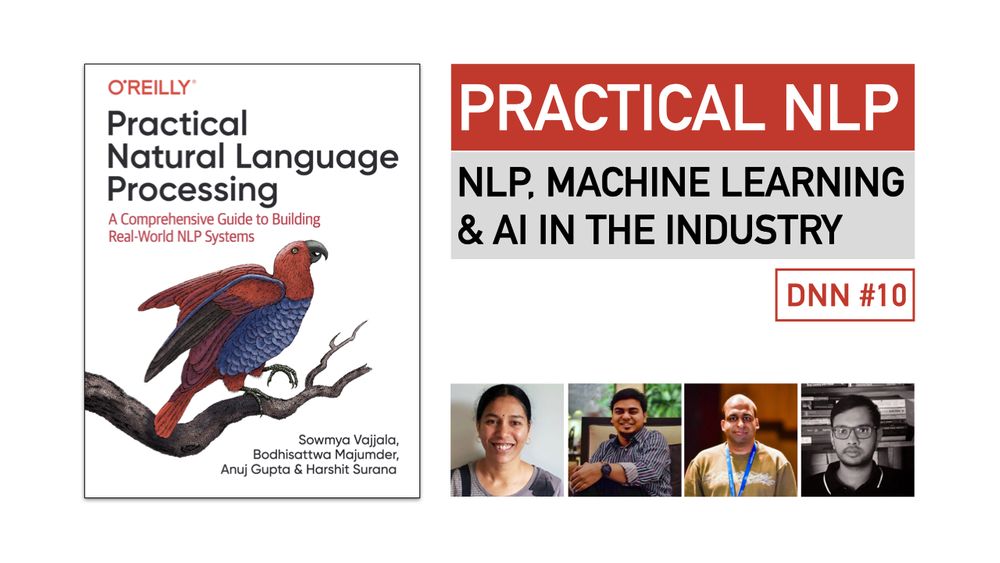 O'REILLY®
Practical
Natural Language
Processing
A Comprehensive Guide to Building
Real-World NLP Systems
Sowmya Vajjala,
Bodhisattwa Majumder,
Anuj Gupta & Harshit Surana
PRACTICAL NLP
NLP, MACHINE LEARNING
& AI IN THE INDUSTRY
DNN #10